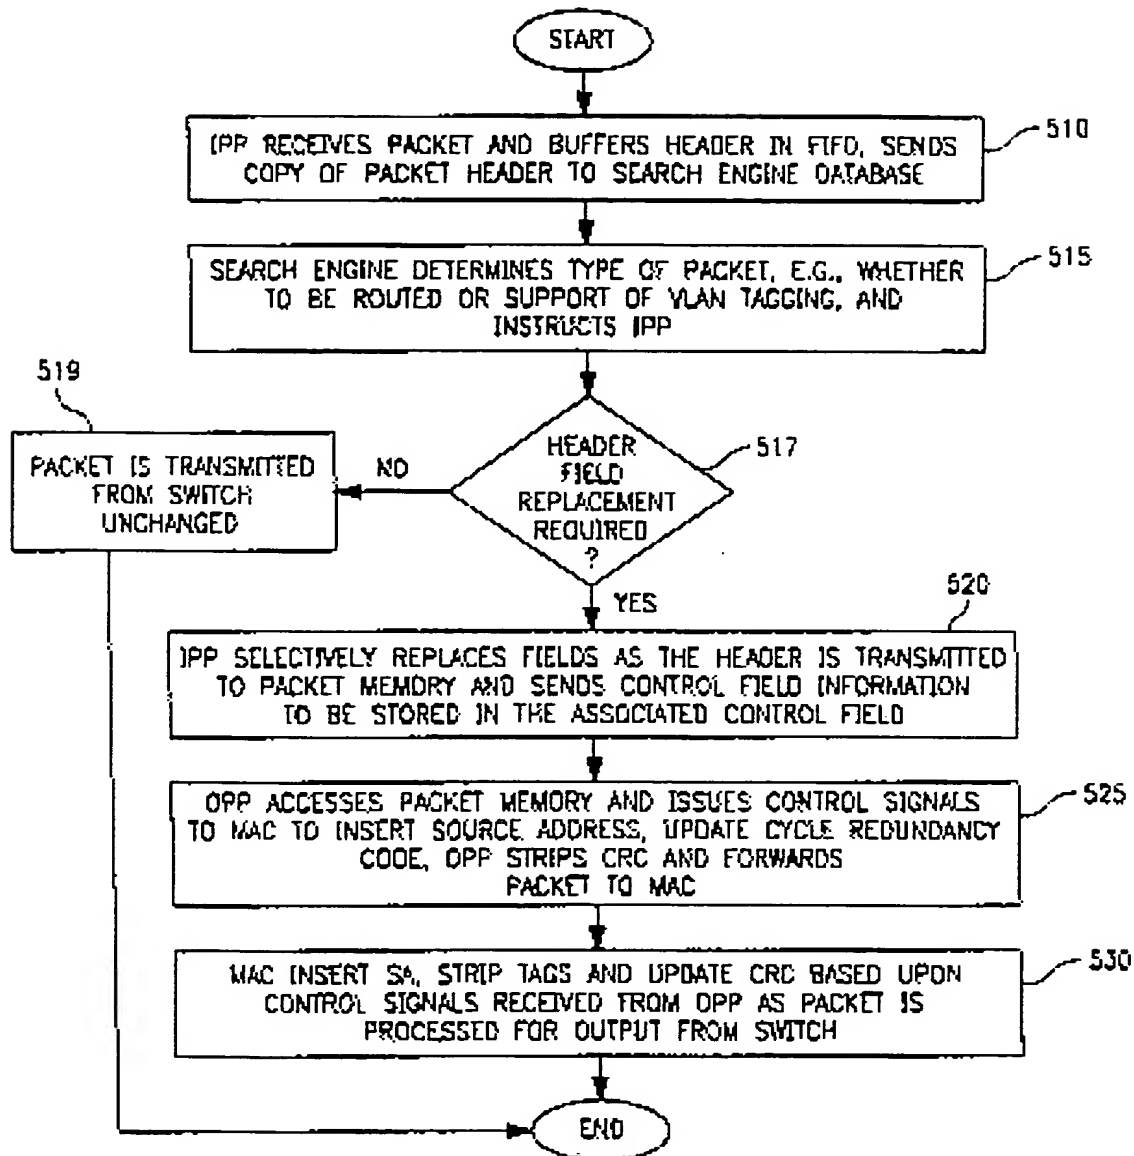 START
IPP RECEIVES PACKET AND BUFFERS HEADER IN FIFO, SENDS
COPY OF PACKET HEADER TO SEARCH ENGINE DATABASE
510
SEARCH ENGINE DETERMINES TYPE OF PACKET, E.G., WHETHER
TO BE ROUTED OR SUPPORT OF VLAN TAGGING, AND
INSTRUCTS IPP
515
519
PACKET IS TRANSMITTED
FROM SWITCH
UNCHANGED
NO
HEADER
FIELD
REPLACEMENT
REQUIRED
?
517
YES
520
IPP SELECTIVELY REPLACES FIELDS AS THE HEADER IS TRANSMITTED
TO PACKET MEMORY AND SENDS CONTROL FIELD INFORMATION
TO BE STORED IN THE ASSOCIATED CONTROL FIELD
OPP ACCESSES PACKET MEMORY AND ISSUES CONTROL SIGNALS
TO MAC TO INSERT SOURCE ADDRESS, UPDATE CYCLE REDUNDANCY
CODE, OPP STRIPS CRC AND FORWARDS
PACKET TO MAC
525
MAC INSERT SA, STRIP TAGS AND UPDATE CRC BASED UPON
CONTROL SIGNALS RECEIVED FROM OPP AS PACKET IS
PROCESSED FOR OUTPUT FROM SWITCH
530
END